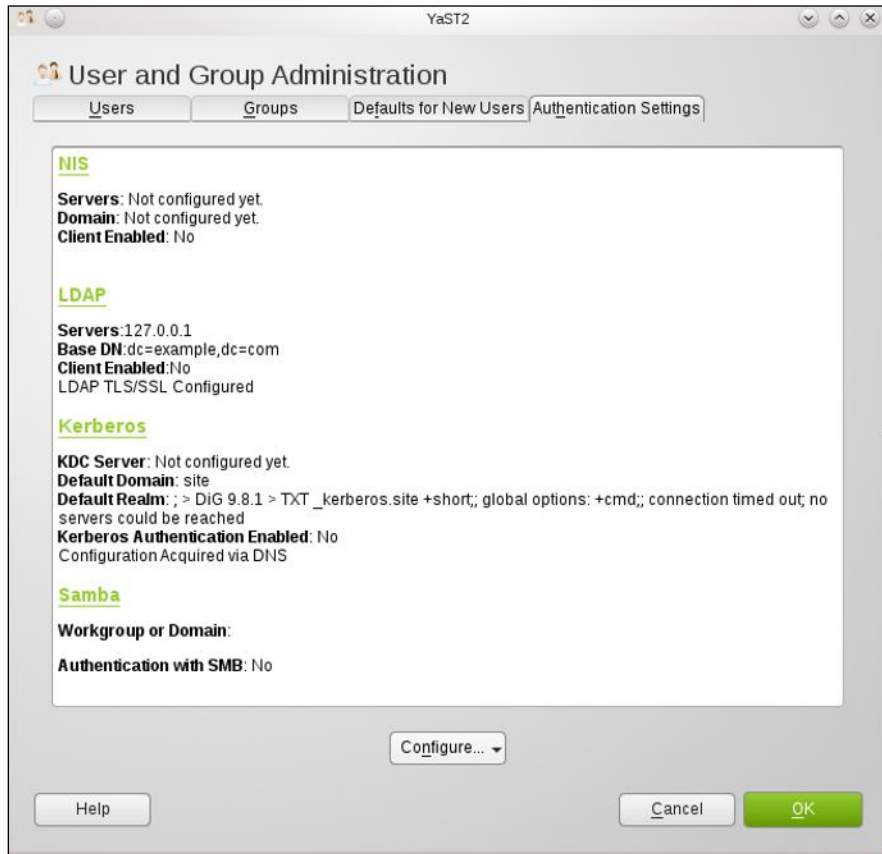 YaST2
User and Group Administration
Users
Groups
Defaults for New Users
Authentication Settings
NIS
Servers: Not configured yet.
Domain: Not configured yet.
Client Enabled: No
LDAP
Servers:127.0.0.1
Base DN:dc=example,dc=com
Client Enabled:No
LDAP TLS/SSL Configured
Kerberos
KDC Server: Not configured yet.
Default Domain: site
Default Realm: ; > DiG 9.8.1 > TXT _kerberos.site +short;; global options: +cmd;; connection timed out; no
servers could be reached
Kerberos Authentication Enabled: No
Configuration Acquired via DNS
Samba
Workgroup or Domain:
Authentication with SMB: No
Configure...
Help
Cancel
OK